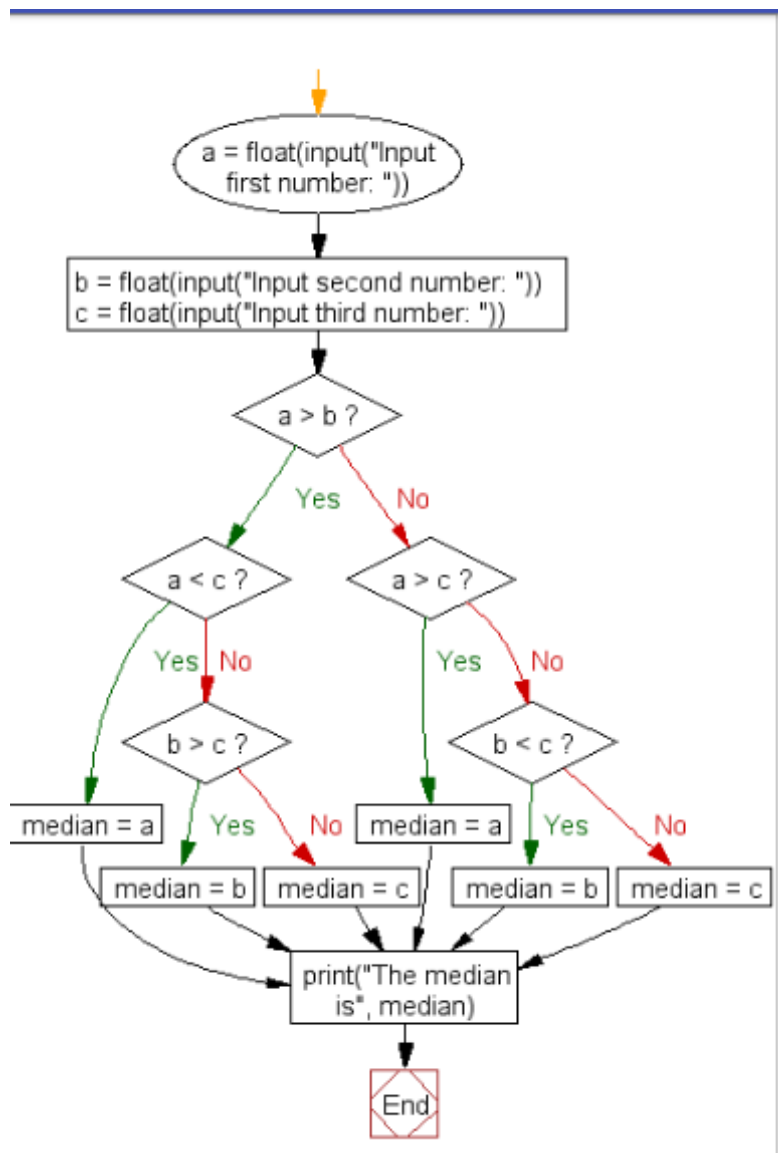 a = float(input("Input
first number: "))
b = float(input("Input second number: "))
c = float(input("Input third number: "))
a > b ?
Yes
No
a < c ?
a > c ?
Yes
No
Yes
No
b > c ?
b < c ?
median = a
Yes
No
median = a
Yes
No
median = b
median = c
median = b
median = c
print("The median
is", median)
End